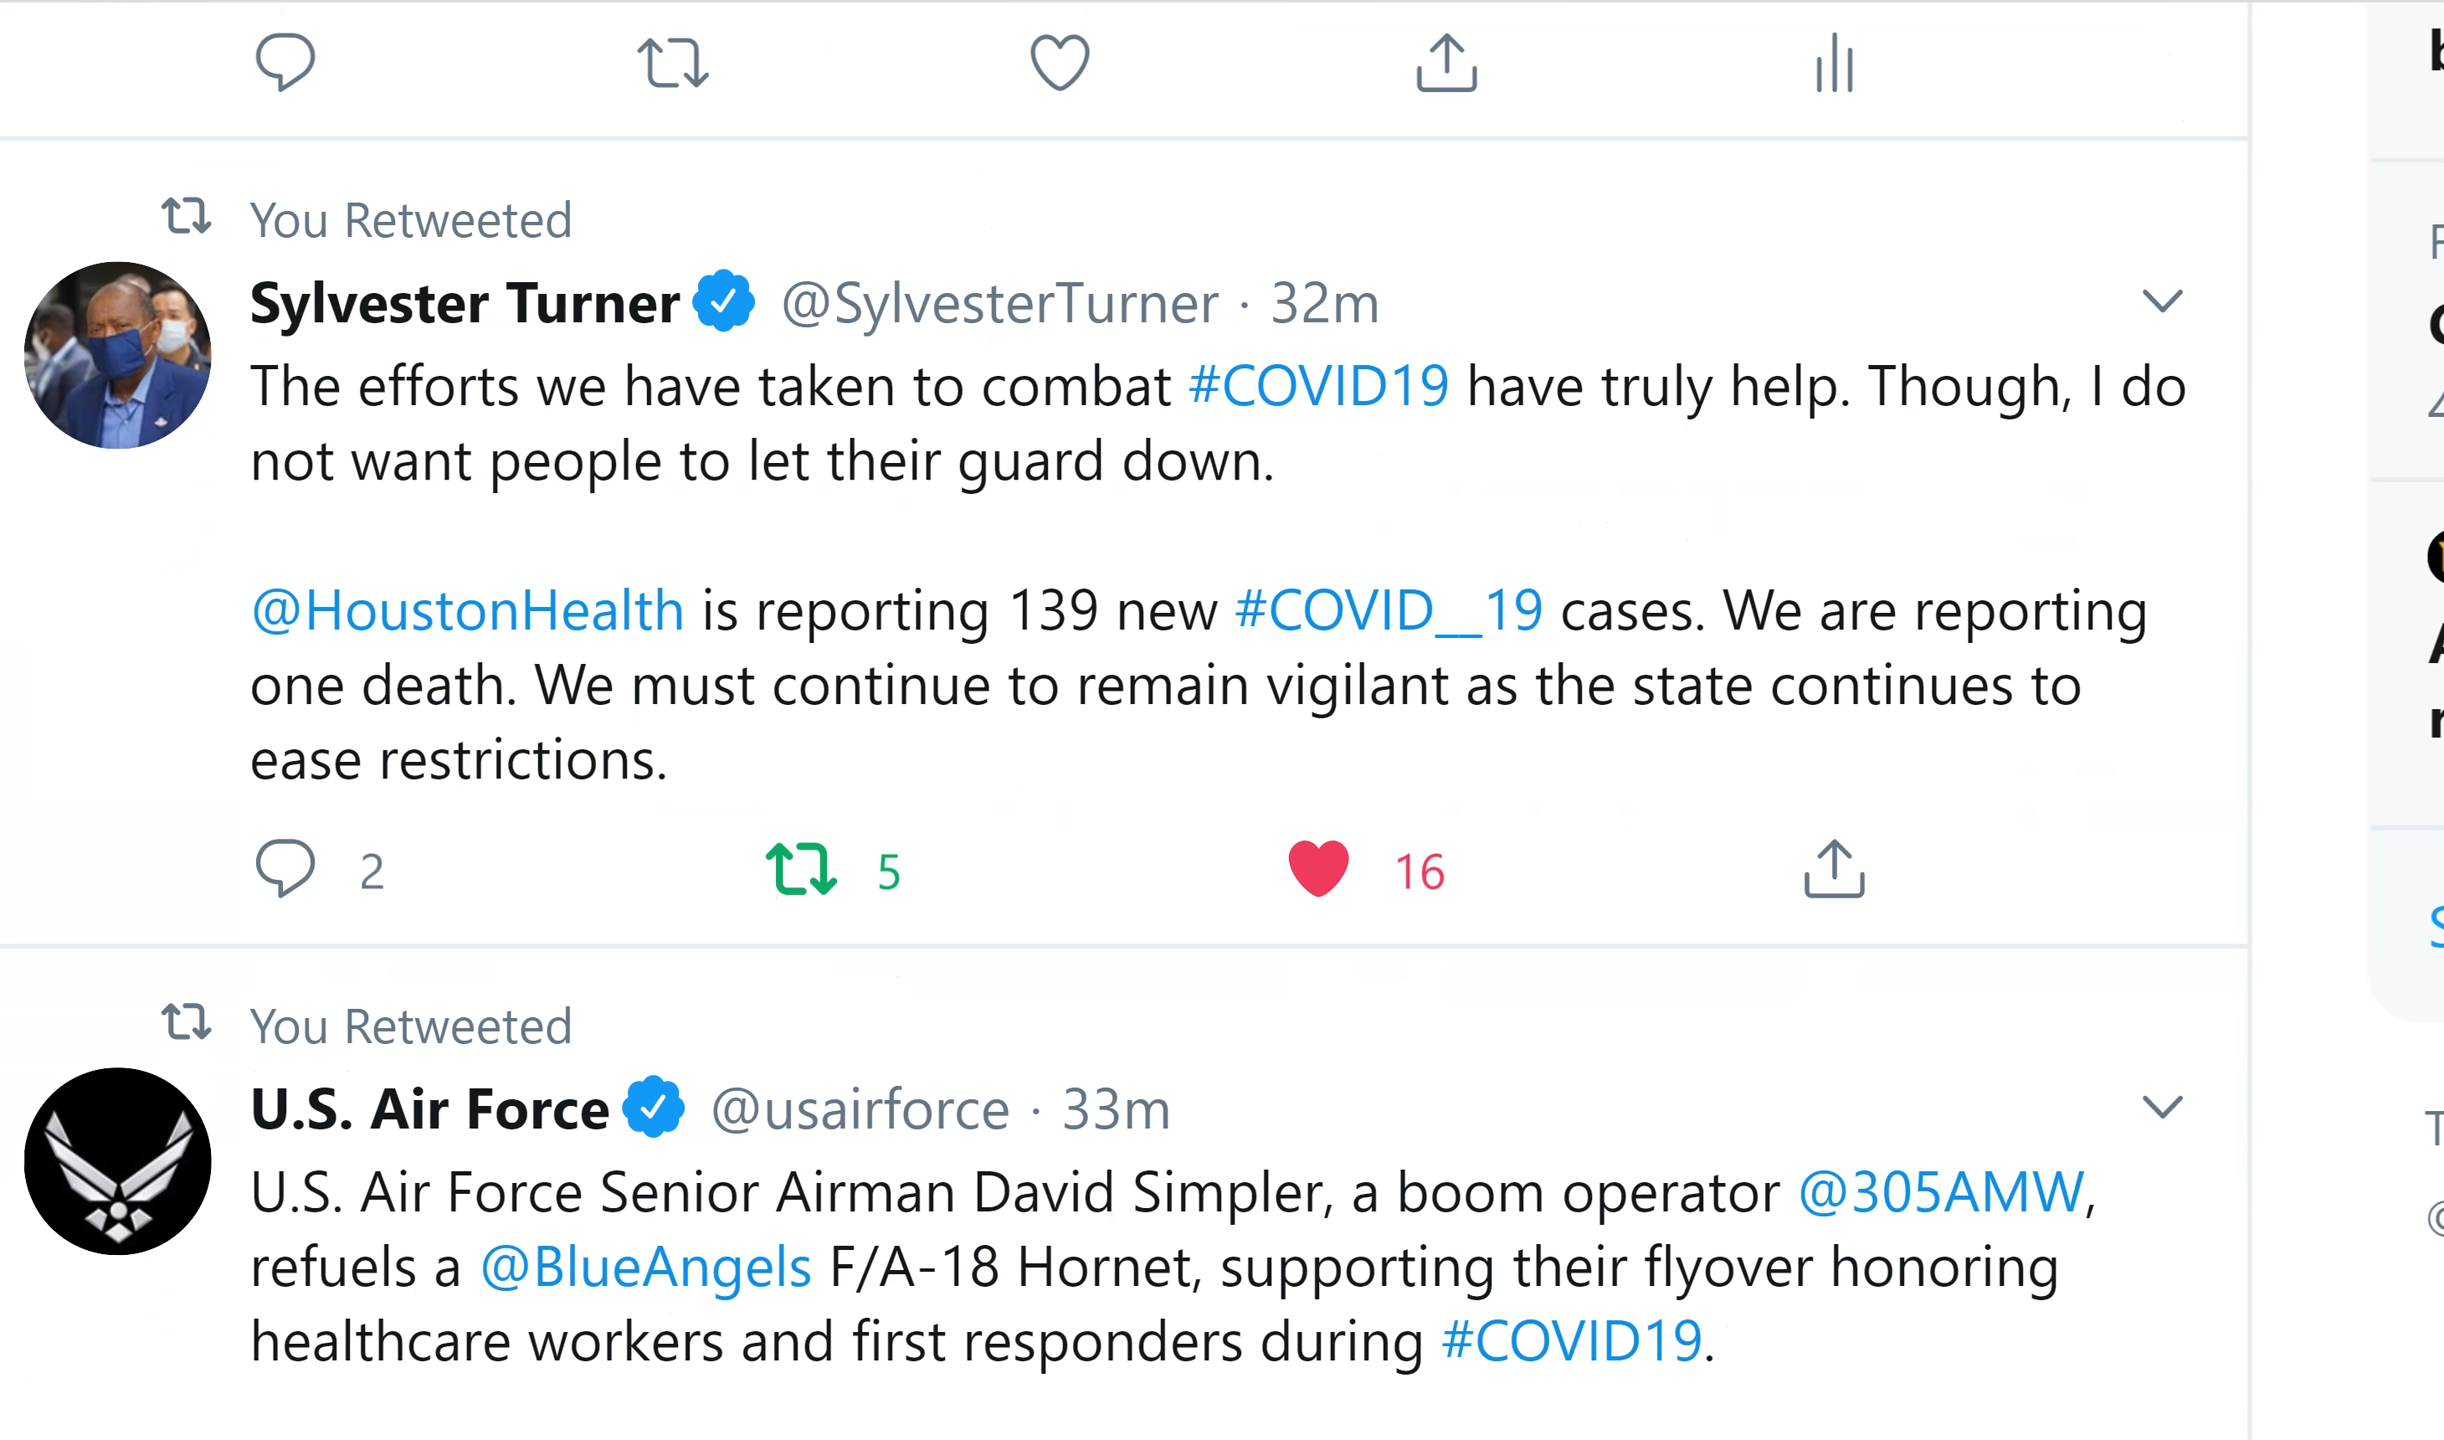 You Retweeted
Sylvester Turner @SylvesterTurner · 32m
The efforts we have taken to combat #COVID19 have truly help. Though, I do
not want people to let their guard down.
@HoustonHealth is reporting 139 new #COVID__19 cases. We are reporting
one death. We must continue to remain vigilant as the state continues to
ease restrictions.
2 5 16
You Retweeted
U.S. Air Force @usairforce · 33m
U.S. Air Force Senior Airman David Simpler, a boom operator @305AMW,
refuels a @BlueAngels F/A-18 Hornet, supporting their flyover honoring
healthcare workers and first responders during #COVID19.